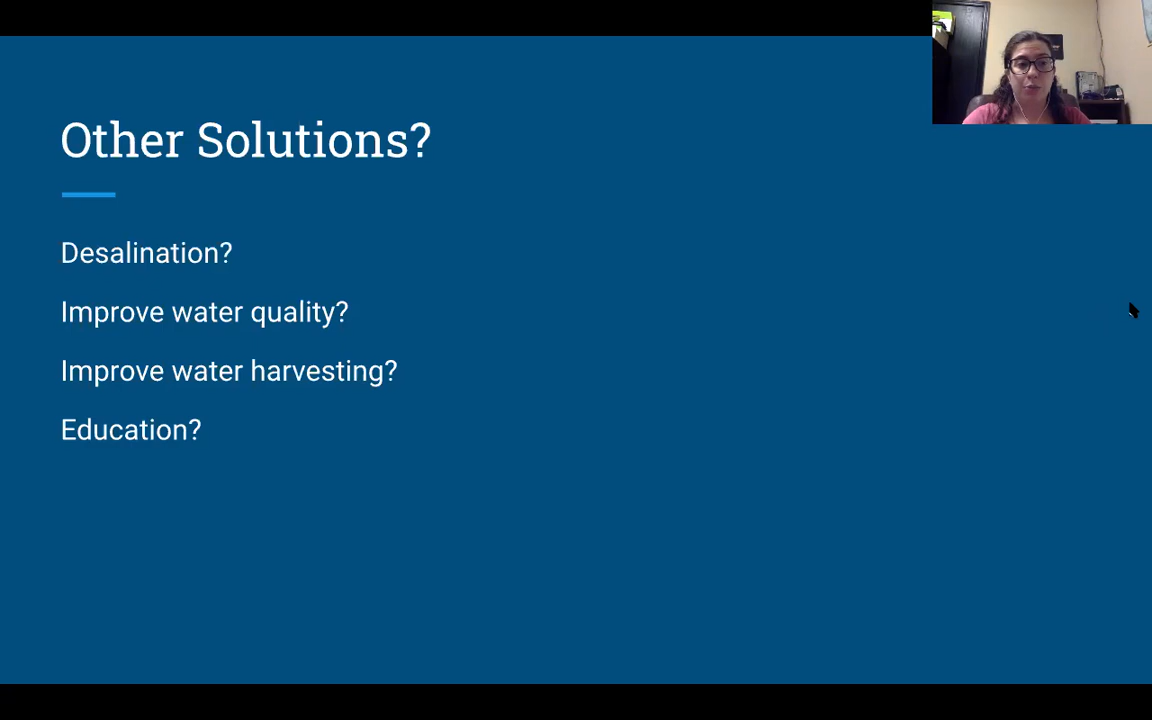 Other Solutions?
Desalination?
Improve water quality?
Improve water harvesting?
Education?